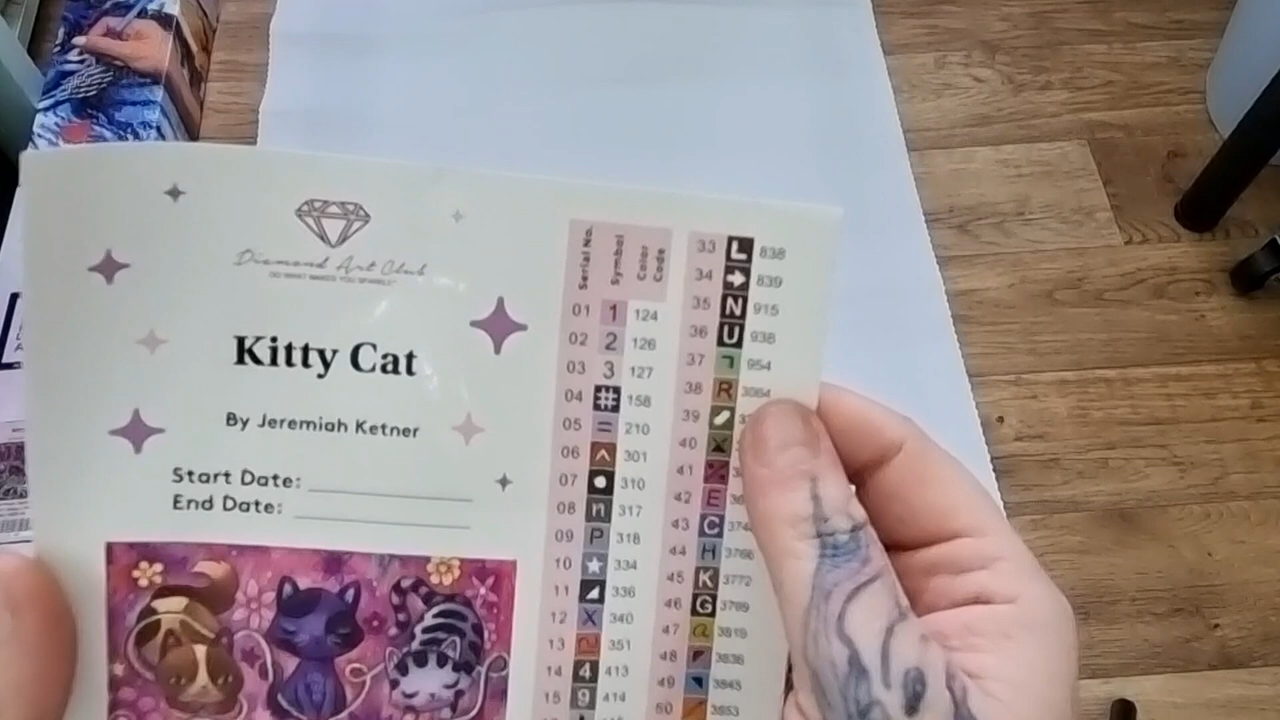 Diamond Art Club
"DO WHAT MAKES YOU SPARKLE"
Kitty Cat
By Jeremiah Ketner
Start Date:
End Date:
Serial No. Symbol Color Code
01 1 124
02 2 126
03 3 127
04 # 158
05 = 210
06 ^ 301
07 ● 310
08 n 317
09 P 318
10 ★ 334
11 ◢ 336
12 X 340
13 351
14 4 413
15 9 414
33 L 838
34 ➡ 839
35 N 915
36 U 938
37 ㄱ 954
38 R 3064
39
40 X
41 %
42 E
43 C
44 H
45 K 3772
46 G 3799
47 a 3819
48 ◥ 3836
49 3843
50 3853